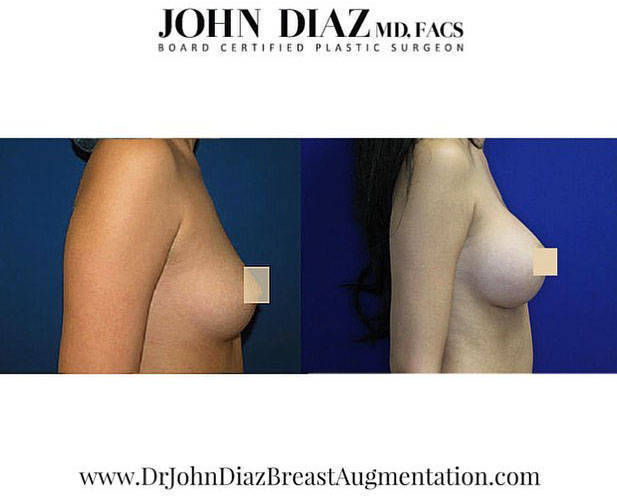 JOHN DIAZ MD, FACS
BOARD CERTIFIED PLASTIC SURGEON
www.DrJohnDiazBreastAugmentation.com